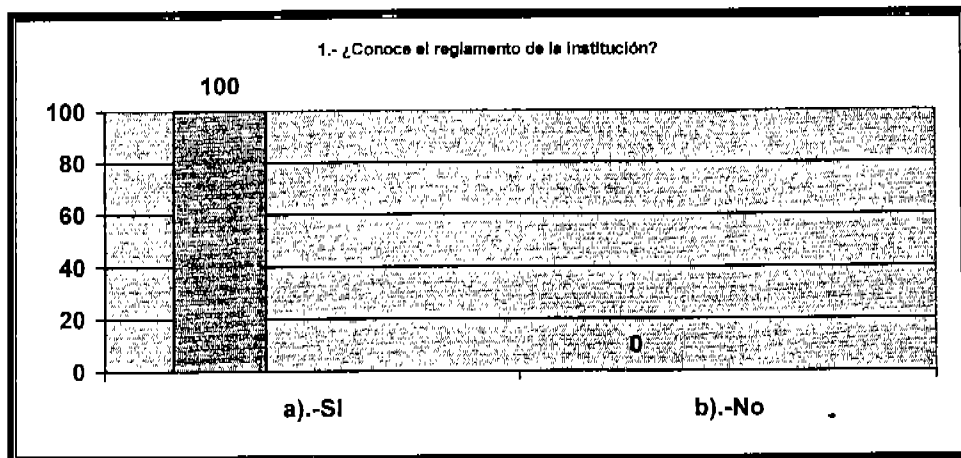 1.- ¿Conoce el reglamento de la institución?
100
100
80
60
40
20
0
0
a).-SI
b).-No